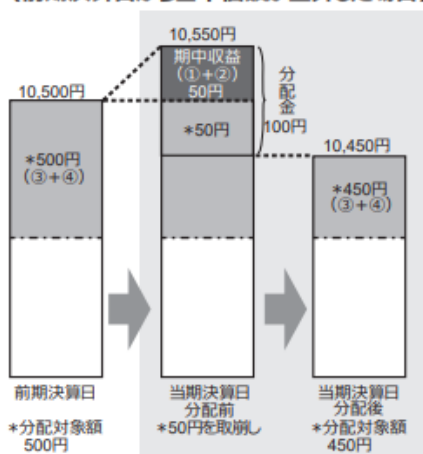 10,550円
期中収益
(①+②)
50円
分配金
100円
10,500円
*50円
10,450円
*500円
(③+④)
*450円
(③+④)
前期決算日
*分配対象額
500円
当期決算日
分配前
*50円を取崩し
当期決算日
分配後
*分配対象額
450円